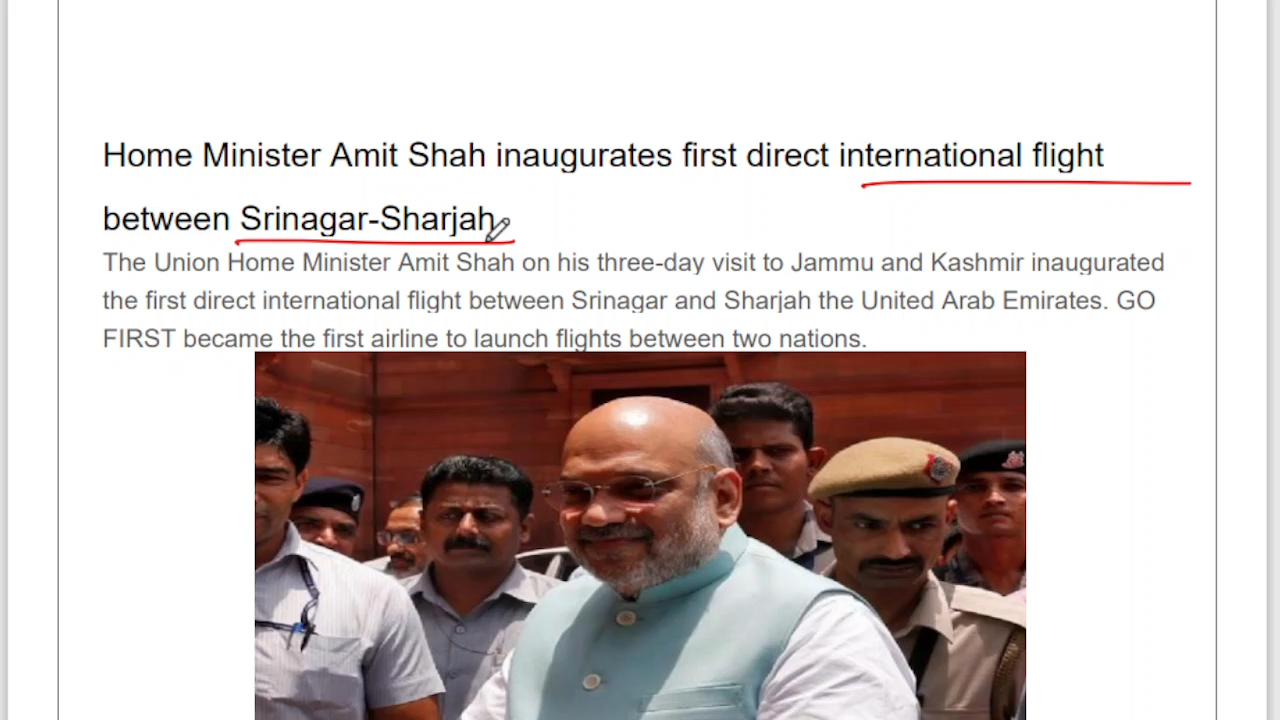 Home Minister Amit Shah inaugurates first direct international flight
between Srinagar-Sharjah
The Union Home Minister Amit Shah on his three-day visit to Jammu and Kashmir inaugurated
the first direct international flight between Srinagar and Sharjah the United Arab Emirates. GO
FIRST became the first airline to launch flights between two nations.